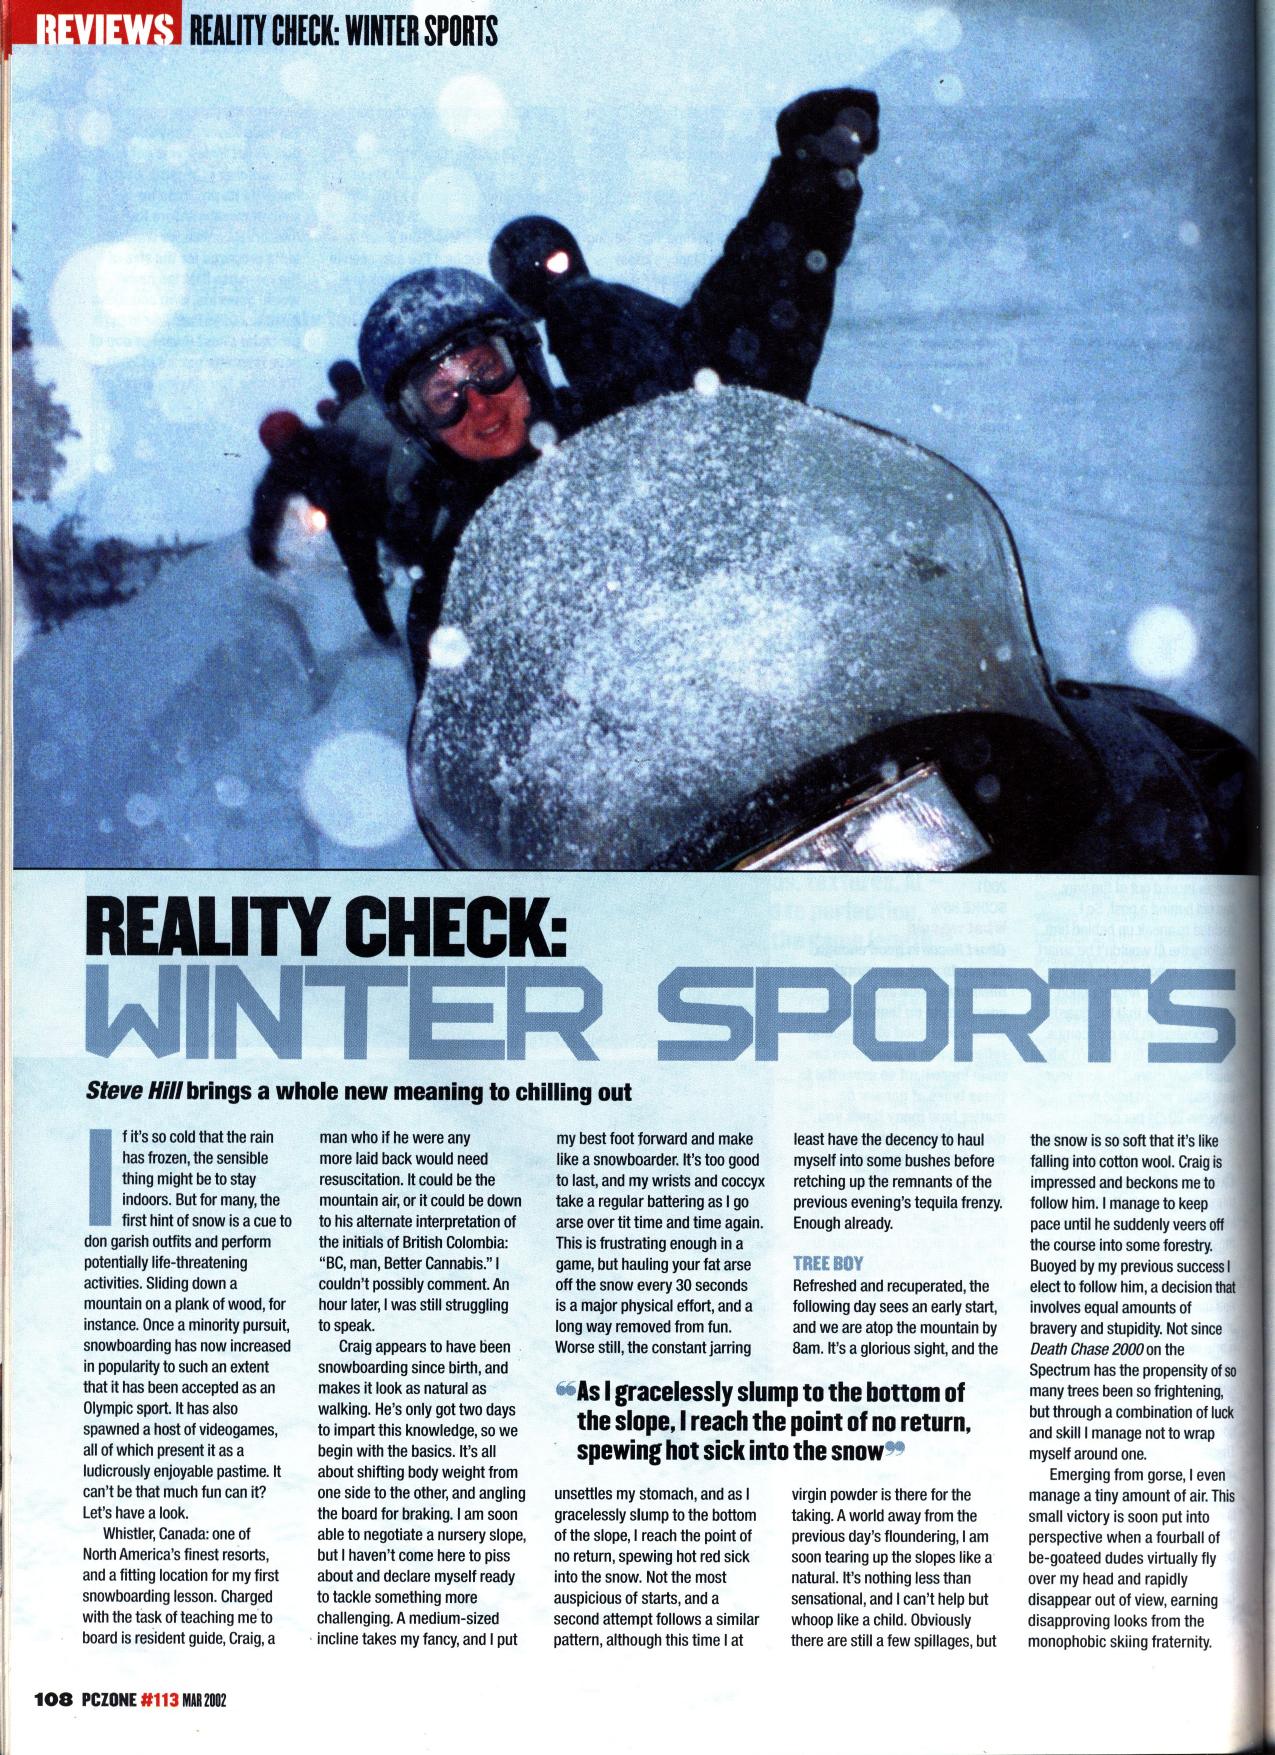 REVIEWS REALITY CHECK: WINTER SPORTS
REALITY CHECK:
WINTER SPORTS
Steve Hill brings a whole new meaning to chilling out
If it's so cold that the rain
has frozen, the sensible
thing might be to stay
indoors. But for many, the
first hint of snow is a cue to
don garish outfits and perform
potentially life-threatening
activities. Sliding down a
mountain on a plank of wood, for
instance. Once a minority pursuit,
snowboarding has now increased
in popularity to such an extent
that it has been accepted as an
Olympic sport. It has also
spawned a host of videogames,
all of which present it as a
ludicrously enjoyable pastime. It
can't be that much fun can it?
Let's have a look.
Whistler, Canada: one of
North America's finest resorts,
and a fitting location for my first
snowboarding lesson. Charged
with the task of teaching me to
board is resident guide, Craig, a
man who if he were any
more laid back would need
resuscitation. It could be the
mountain air, or it could be down
to his alternate interpretation of
the initials of British Colombia:
"BC, man, Better Cannabis." I
couldn't possibly comment. An
hour later, I was still struggling
to speak.
Craig appears to have been
snowboarding since birth, and
makes it look as natural as
walking. He's only got two days
to impart this knowledge, so we
begin with the basics. It's all
about shifting body weight from
one side to the other, and angling
the board for braking. I am soon
able to negotiate a nursery slope,
but I haven't come here to piss
about and declare myself ready
to tackle something more
challenging. A medium-sized
incline takes my fancy, and I put
my best foot forward and make
like a snowboarder. It's too good
to last, and my wrists and coccyx
take a regular battering as I go
arse over tit time and time again.
This is frustrating enough in a
game, but hauling your fat arse
off the snow every 30 seconds
is a major physical effort, and a
long way removed from fun.
Worse still, the constant jarring
unsettles my stomach, and as I
gracelessly slump to the bottom
of the slope, I reach the point of
no return, spewing hot red sick
into the snow. Not the most
auspicious of starts, and a
second attempt follows a similar
pattern, although this time I at
least have the decency to haul
myself into some bushes before
retching up the remnants of the
previous evening's tequila frenzy.
Enough already.
TREE BOY
Refreshed and recuperated, the
following day sees an early start,
and we are atop the mountain by
8am. It's a glorious sight, and the
“As I gracelessly slump to the bottom of
the slope, I reach the point of no return,
spewing hot sick into the snow”
virgin powder is there for the
taking. A world away from the
previous day's floundering, I am
soon tearing up the slopes like a
natural. It's nothing less than
sensational, and I can't help but
whoop like a child. Obviously
there are still a few spillages, but
the snow is so soft that it's like
falling into cotton wool. Craig is
impressed and beckons me to
follow him. I manage to keep
pace until he suddenly veers off
the course into some forestry.
Buoyed by my previous success I
elect to follow him, a decision that
involves equal amounts of
bravery and stupidity. Not since
Death Chase 2000 on the
Spectrum has the propensity of so
many trees been so frightening,
but through a combination of luck
and skill I manage not to wrap
myself around one.
Emerging from gorse, I even
manage a tiny amount of air. This
small victory is soon put into
perspective when a fourball of
be-goateed dudes virtually fly
over my head and rapidly
disappear out of view, earning
disapproving looks from the
monophobic skiing fraternity.
108 PCZONE #113 MAR 2002